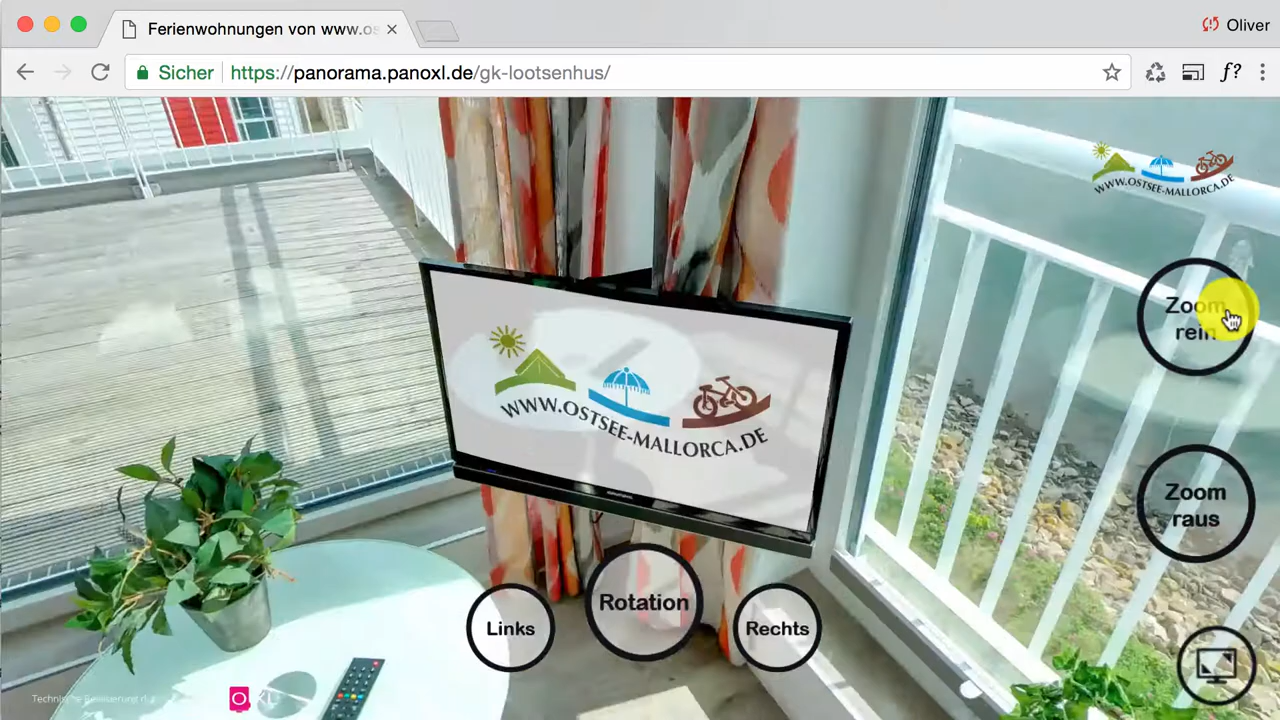 Ferienwohnungen von www.os
Oliver
Sicher
https://panorama.panoxl.de/gk-lootsenhus/
f?
WWW.OSTSEE-MALLORCA.DE
Zoom
rein
WWW.OSTSEE-MALLORCA.DE
Zoom
raus
Rotation
Links
Rechts